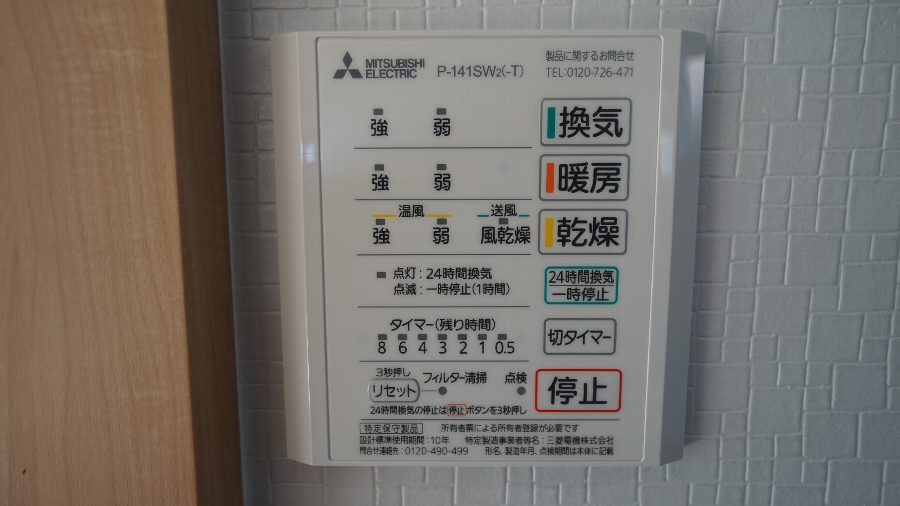 MITSUBISHI ELECTRIC P-141SW2(-T)
製品に関するお問合せ
TEL:0120-726-471
強 弱 換気
強 弱 暖房
温風 送風
強 弱 風乾燥 乾燥
点灯：24時間換気
点滅：一時停止(1時間)
24時間換気
一時停止
タイマー(残り時間)
8 6 4 3 2 1 0.5
切タイマー
3秒押し
リセット フィルター清掃 点検
停止
24時間換気の停止は停止ボタンを3秒押し
特定保守製品 所有者票による所有者登録が必要です
設計標準使用期間：10年 特定製造事業者等名：三菱電機株式会社
問合せ連絡先：0120-490-499 形名、製造年月、点検期間は本体に記載